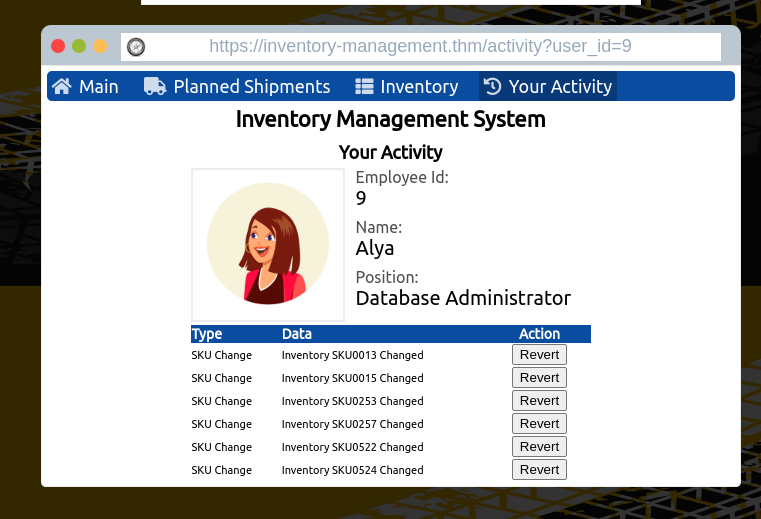 https://inventory-management.thm/activity?user_id=9
Main Planned Shipments Inventory Your Activity
Inventory Management System
Your Activity
Employee Id:
9
Name:
Alya
Position:
Database Administrator
Type Data Action
SKU Change Inventory SKU0013 Changed Revert
SKU Change Inventory SKU0015 Changed Revert
SKU Change Inventory SKU0253 Changed Revert
SKU Change Inventory SKU0257 Changed Revert
SKU Change Inventory SKU0522 Changed Revert
SKU Change Inventory SKU0524 Changed Revert